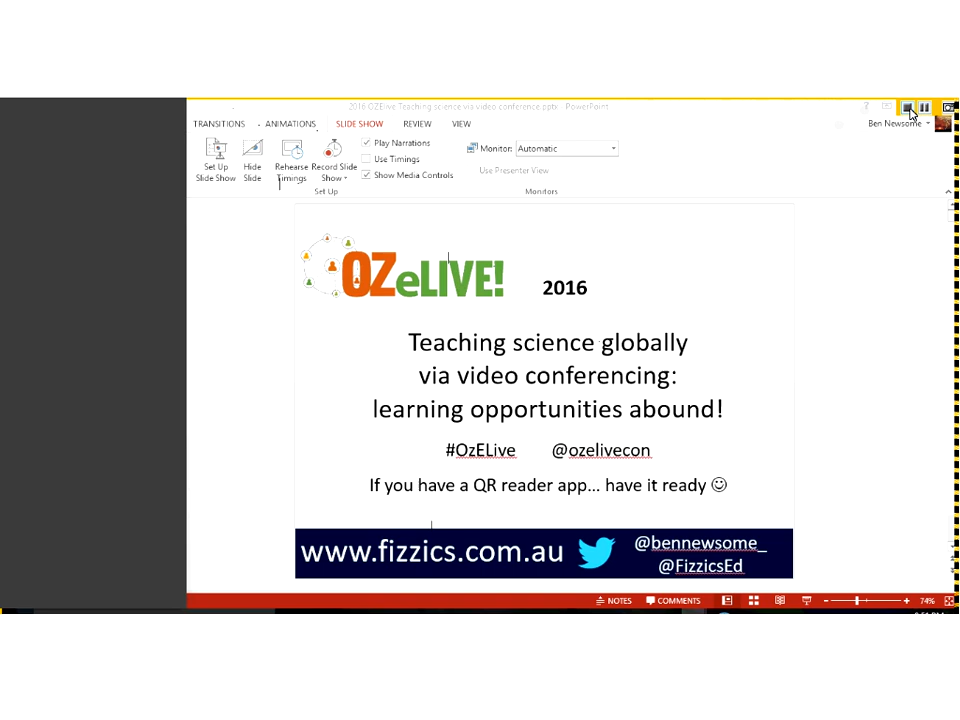 2016 OZElive Teaching science via video conference.pptx - PowerPoint
TRANSITIONS ANIMATIONS SLIDE SHOW REVIEW VIEW
Ben Newsome
Set Up Slide Show
Hide Slide
Rehearse Timings
Record Slide Show
Play Narrations
Use Timings
Show Media Controls
Set Up
Monitor: Automatic
Use Presenter View
Monitors
OZeLIVE!
2016
Teaching science globally
via video conferencing:
learning opportunities abound!
#OzELive @ozelivecon
If you have a QR reader app... have it ready ☺
www.fizzics.com.au
@bennewsome_
@FizzicsEd
NOTES COMMENTS 74%